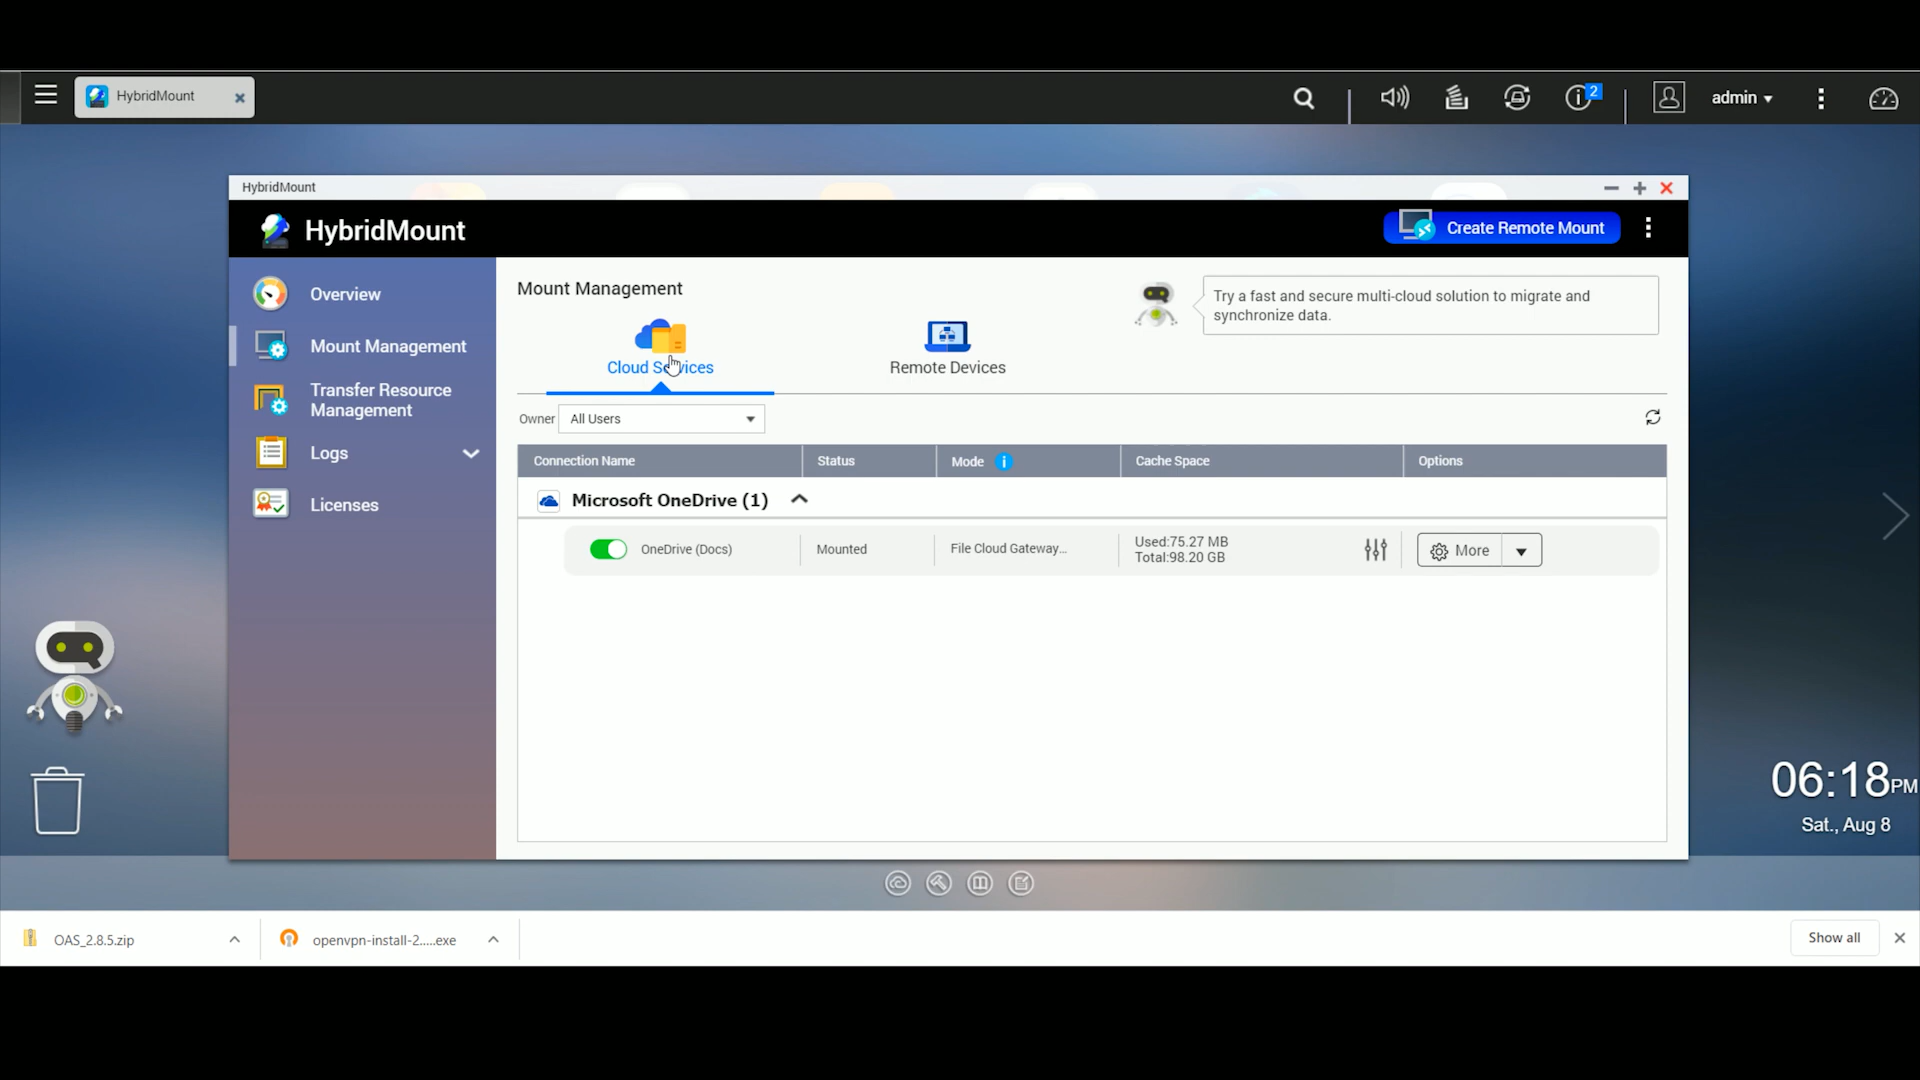 HybridMount
2
admin
HybridMount
HybridMount
Create Remote Mount
Overview
Mount Management
Transfer Resource
Management
Logs
Licenses
Mount Management
Try a fast and secure multi-cloud solution to migrate and
synchronize data.
Cloud Services
Remote Devices
Owner
All Users
Connection Name
Status
Mode
Cache Space
Options
Microsoft OneDrive (1)
OneDrive (Docs)
Mounted
File Cloud Gateway...
Used:75.27 MB
Total:98.20 GB
More
06:18PM
Sat., Aug 8
OAS_2.8.5.zip
openvpn-install-2.....exe
Show all